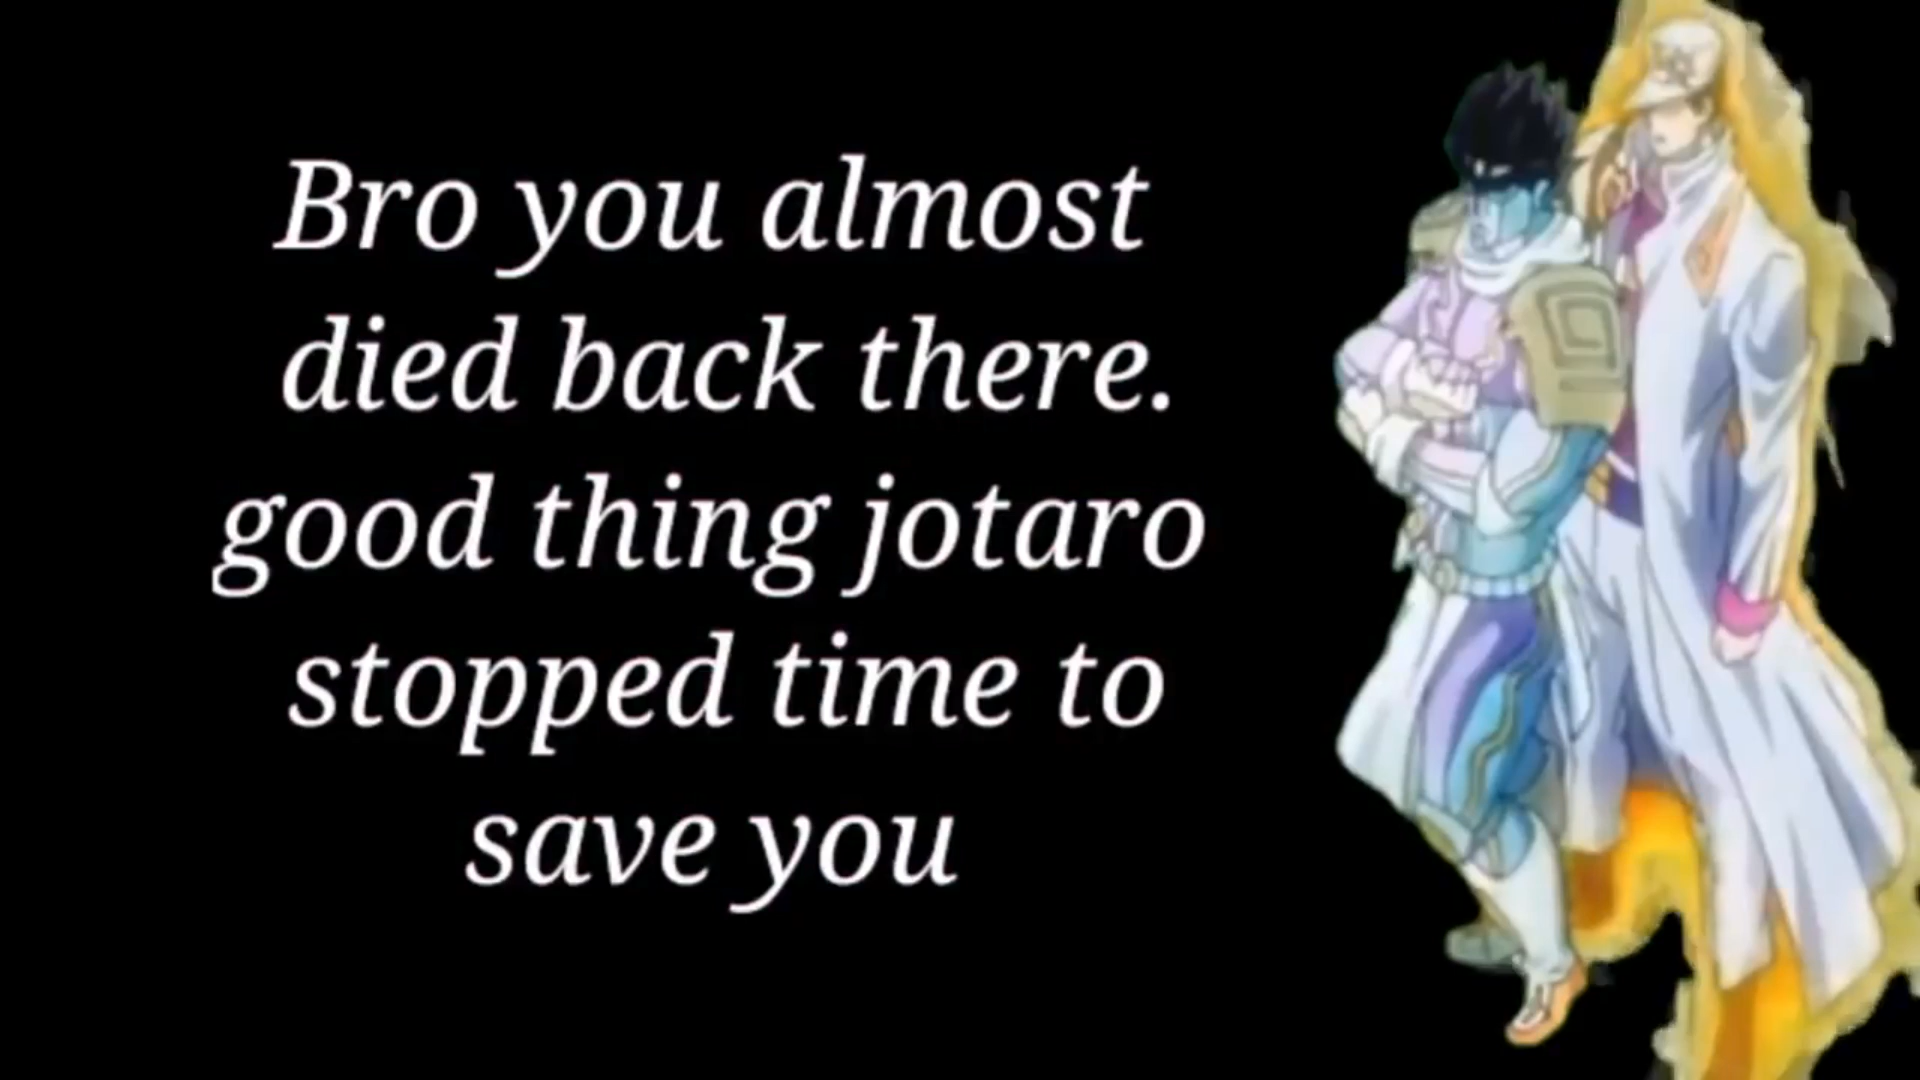 Bro you almost
died back there.
good thing jotaro
stopped time to
save you